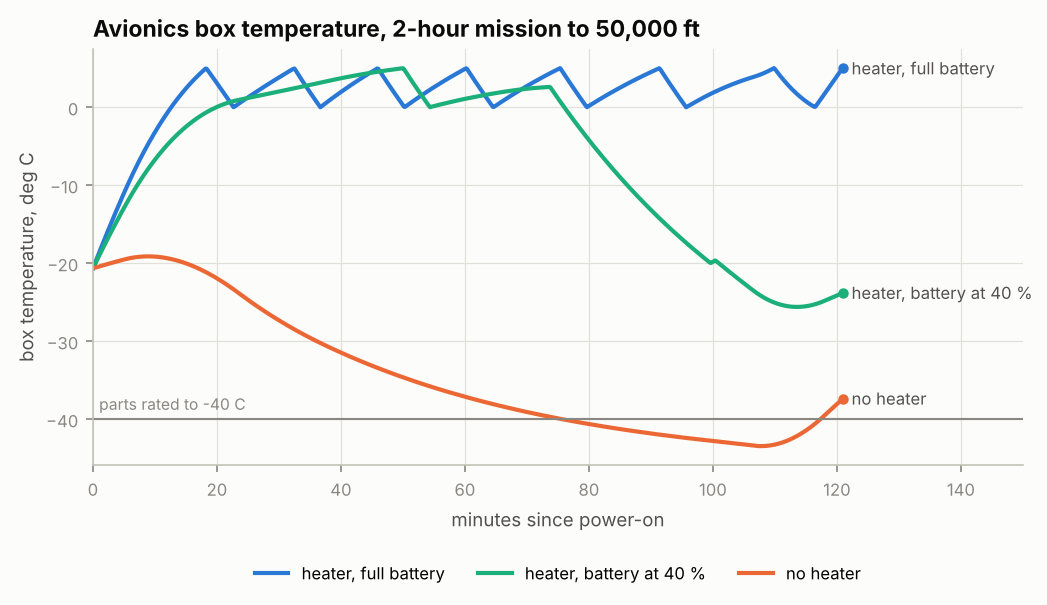 Avionics box temperature, 2-hour mission to 50,000 ft
box temperature, deg C
0
−10
−20
−30
−40
heater, full battery
heater, battery at 40 %
no heater
parts rated to -40 C
0 20 40 60 80 100 120 140
minutes since power-on
heater, full battery heater, battery at 40 % no heater